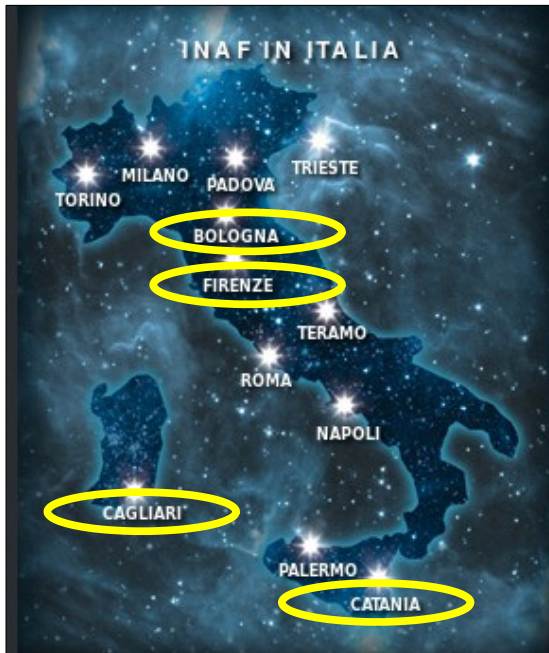 INAF IN ITALIA
TRIESTE
MILANO
PADOVA
TORINO
BOLOGNA
FIRENZE
TERAMO
ROMA
NAPOLI
CAGLIARI
PALERMO
CATANIA